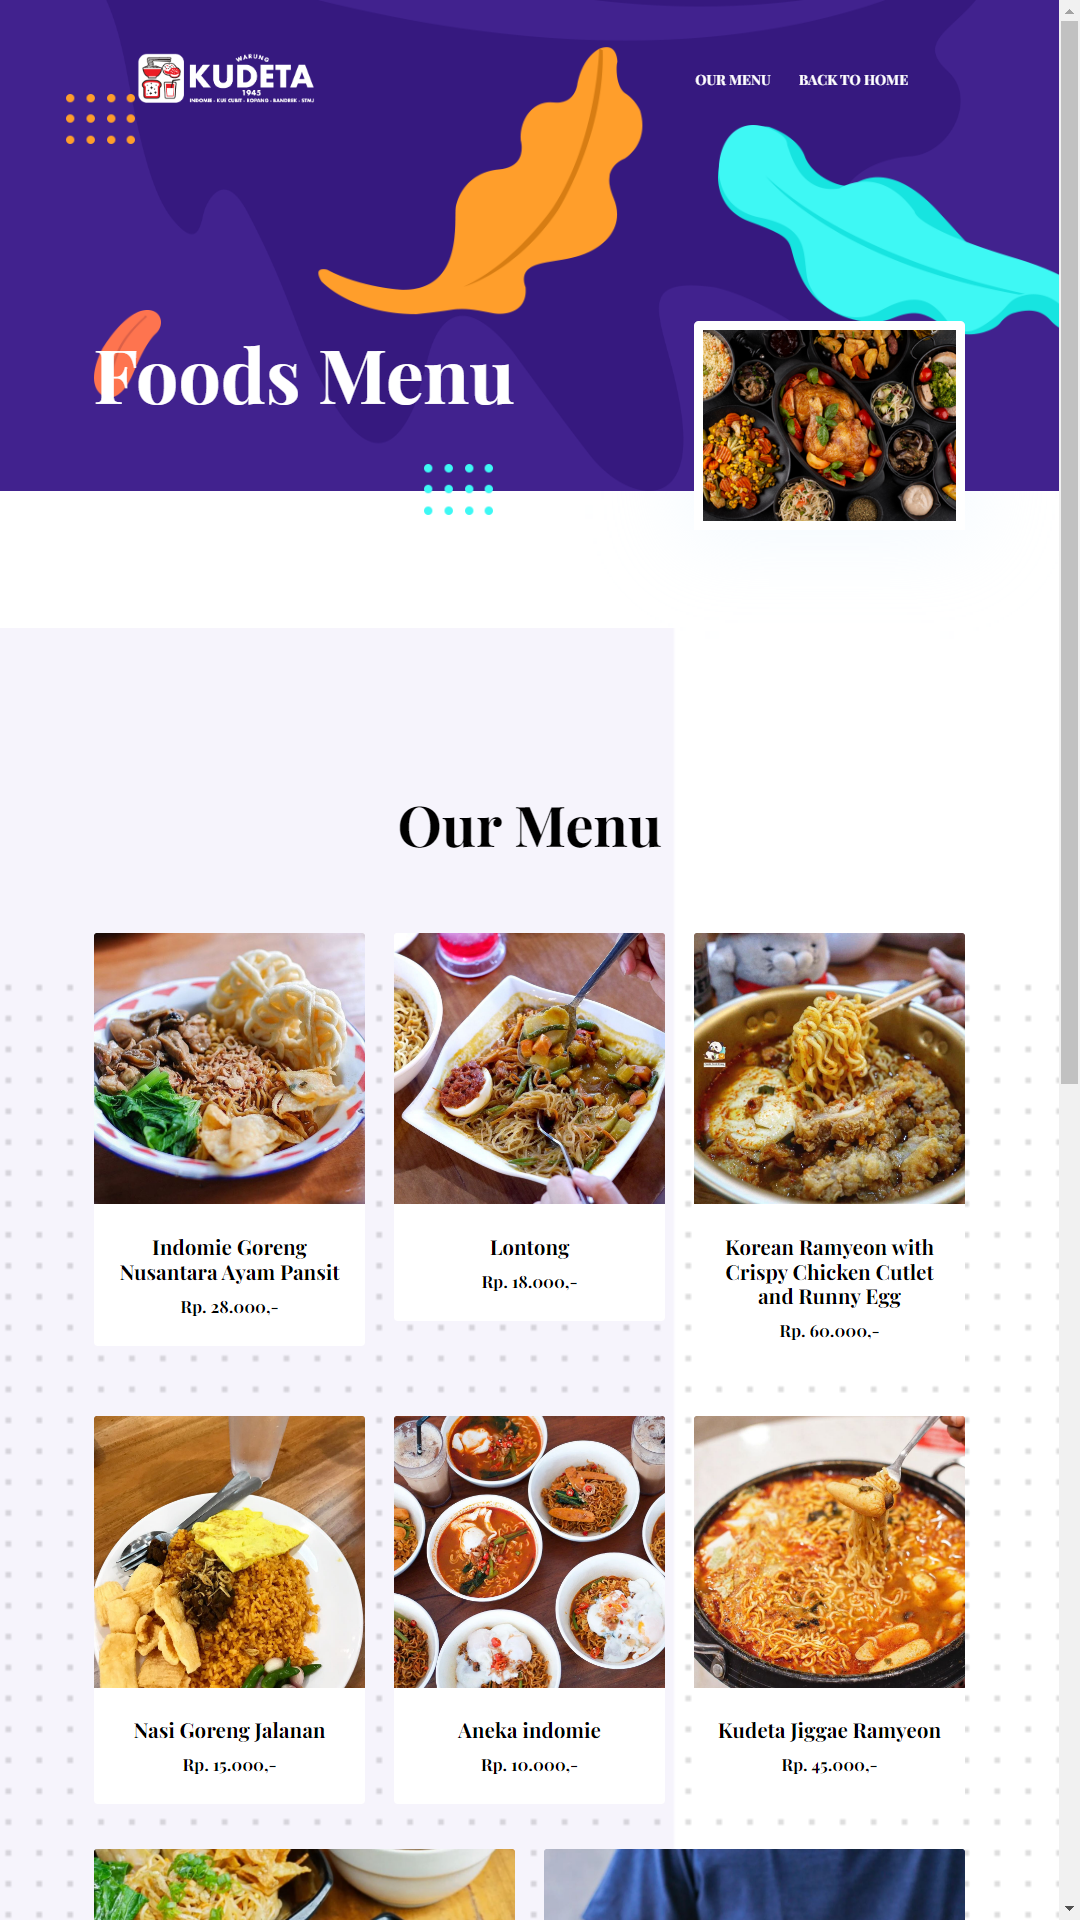 WARUNG
KUDETA
1945
INDOMIE - KUE CUBIT - ROPANG - BANDREK - STMJ
OUR MENU
BACK TO HOME
Foods Menu
Our Menu
Indomie Goreng
Nusantara Ayam Pansit
Rp. 28.000,-
Lontong
Rp. 18.000,-
Korean Ramyeon with
Crispy Chicken Cutlet
and Runny Egg
Rp. 60.000,-
Nasi Goreng Jalanan
Rp. 15.000,-
Aneka indomie
Rp. 10.000,-
Kudeta Jiggae Ramyeon
Rp. 45.000,-